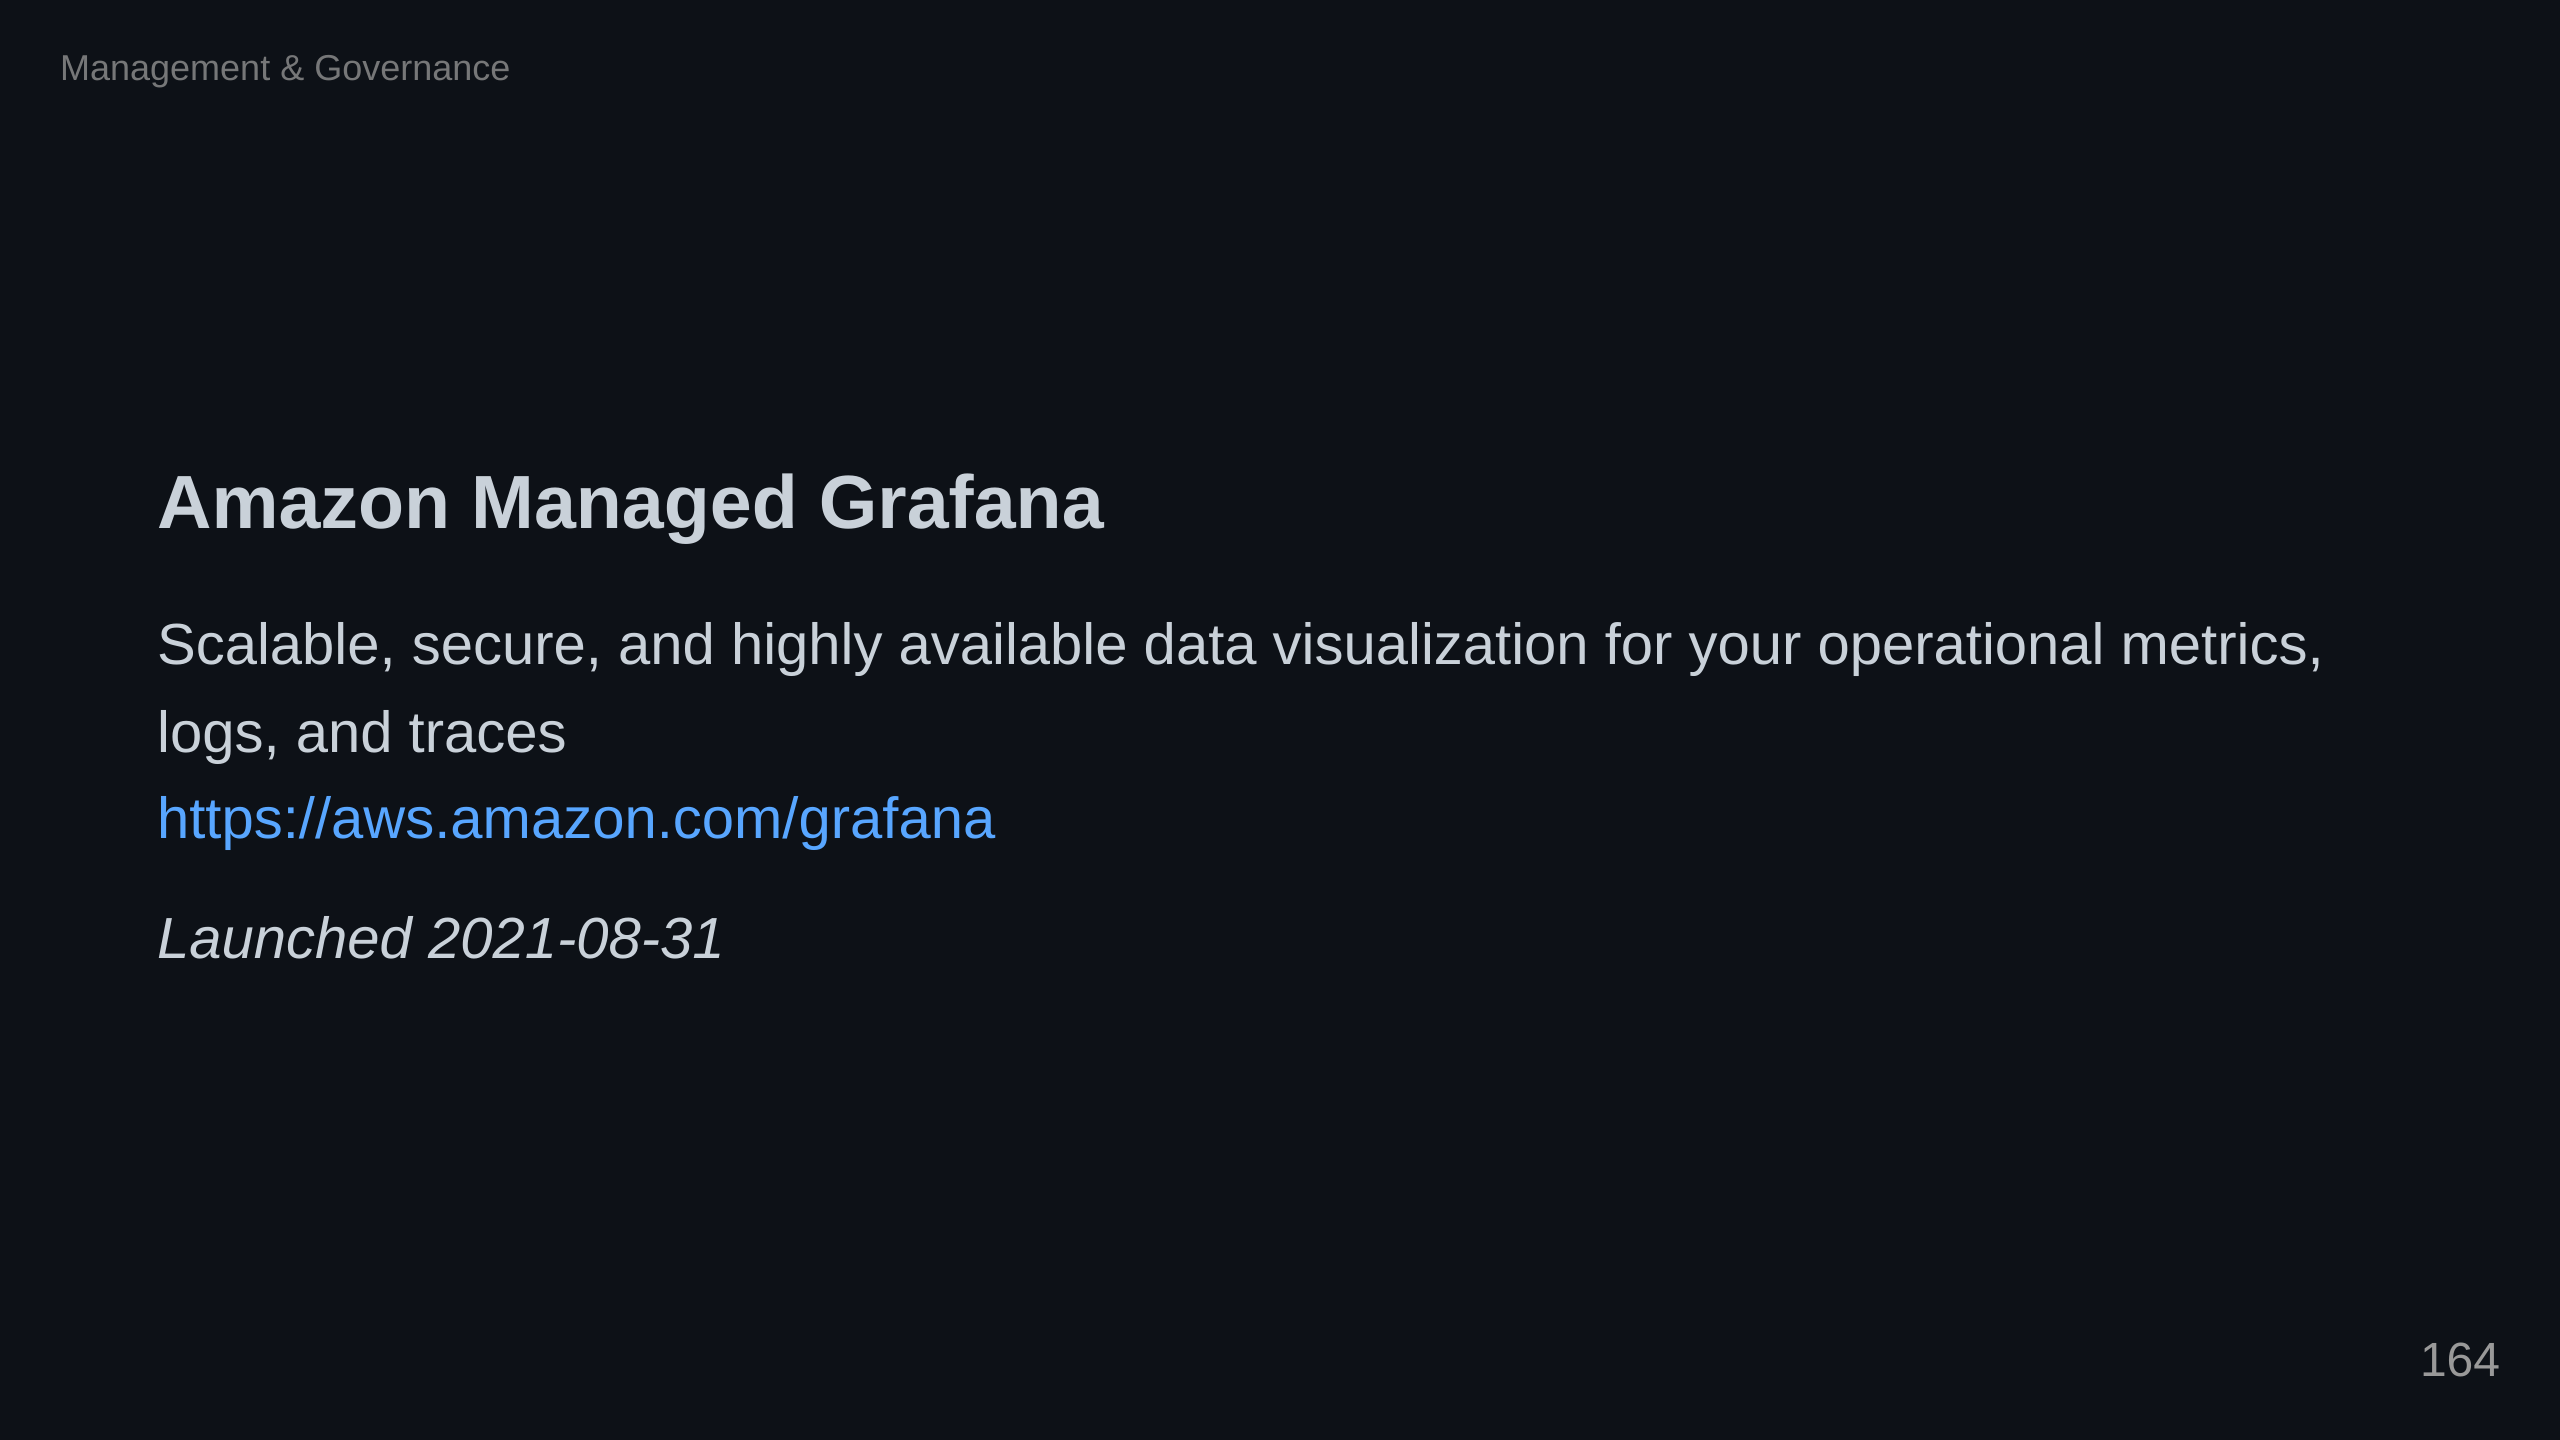 Management & Governance
Amazon Managed Grafana
Scalable, secure, and highly available data visualization for your operational metrics,
logs, and traces
https://aws.amazon.com/grafana
Launched 2021-08-31
164